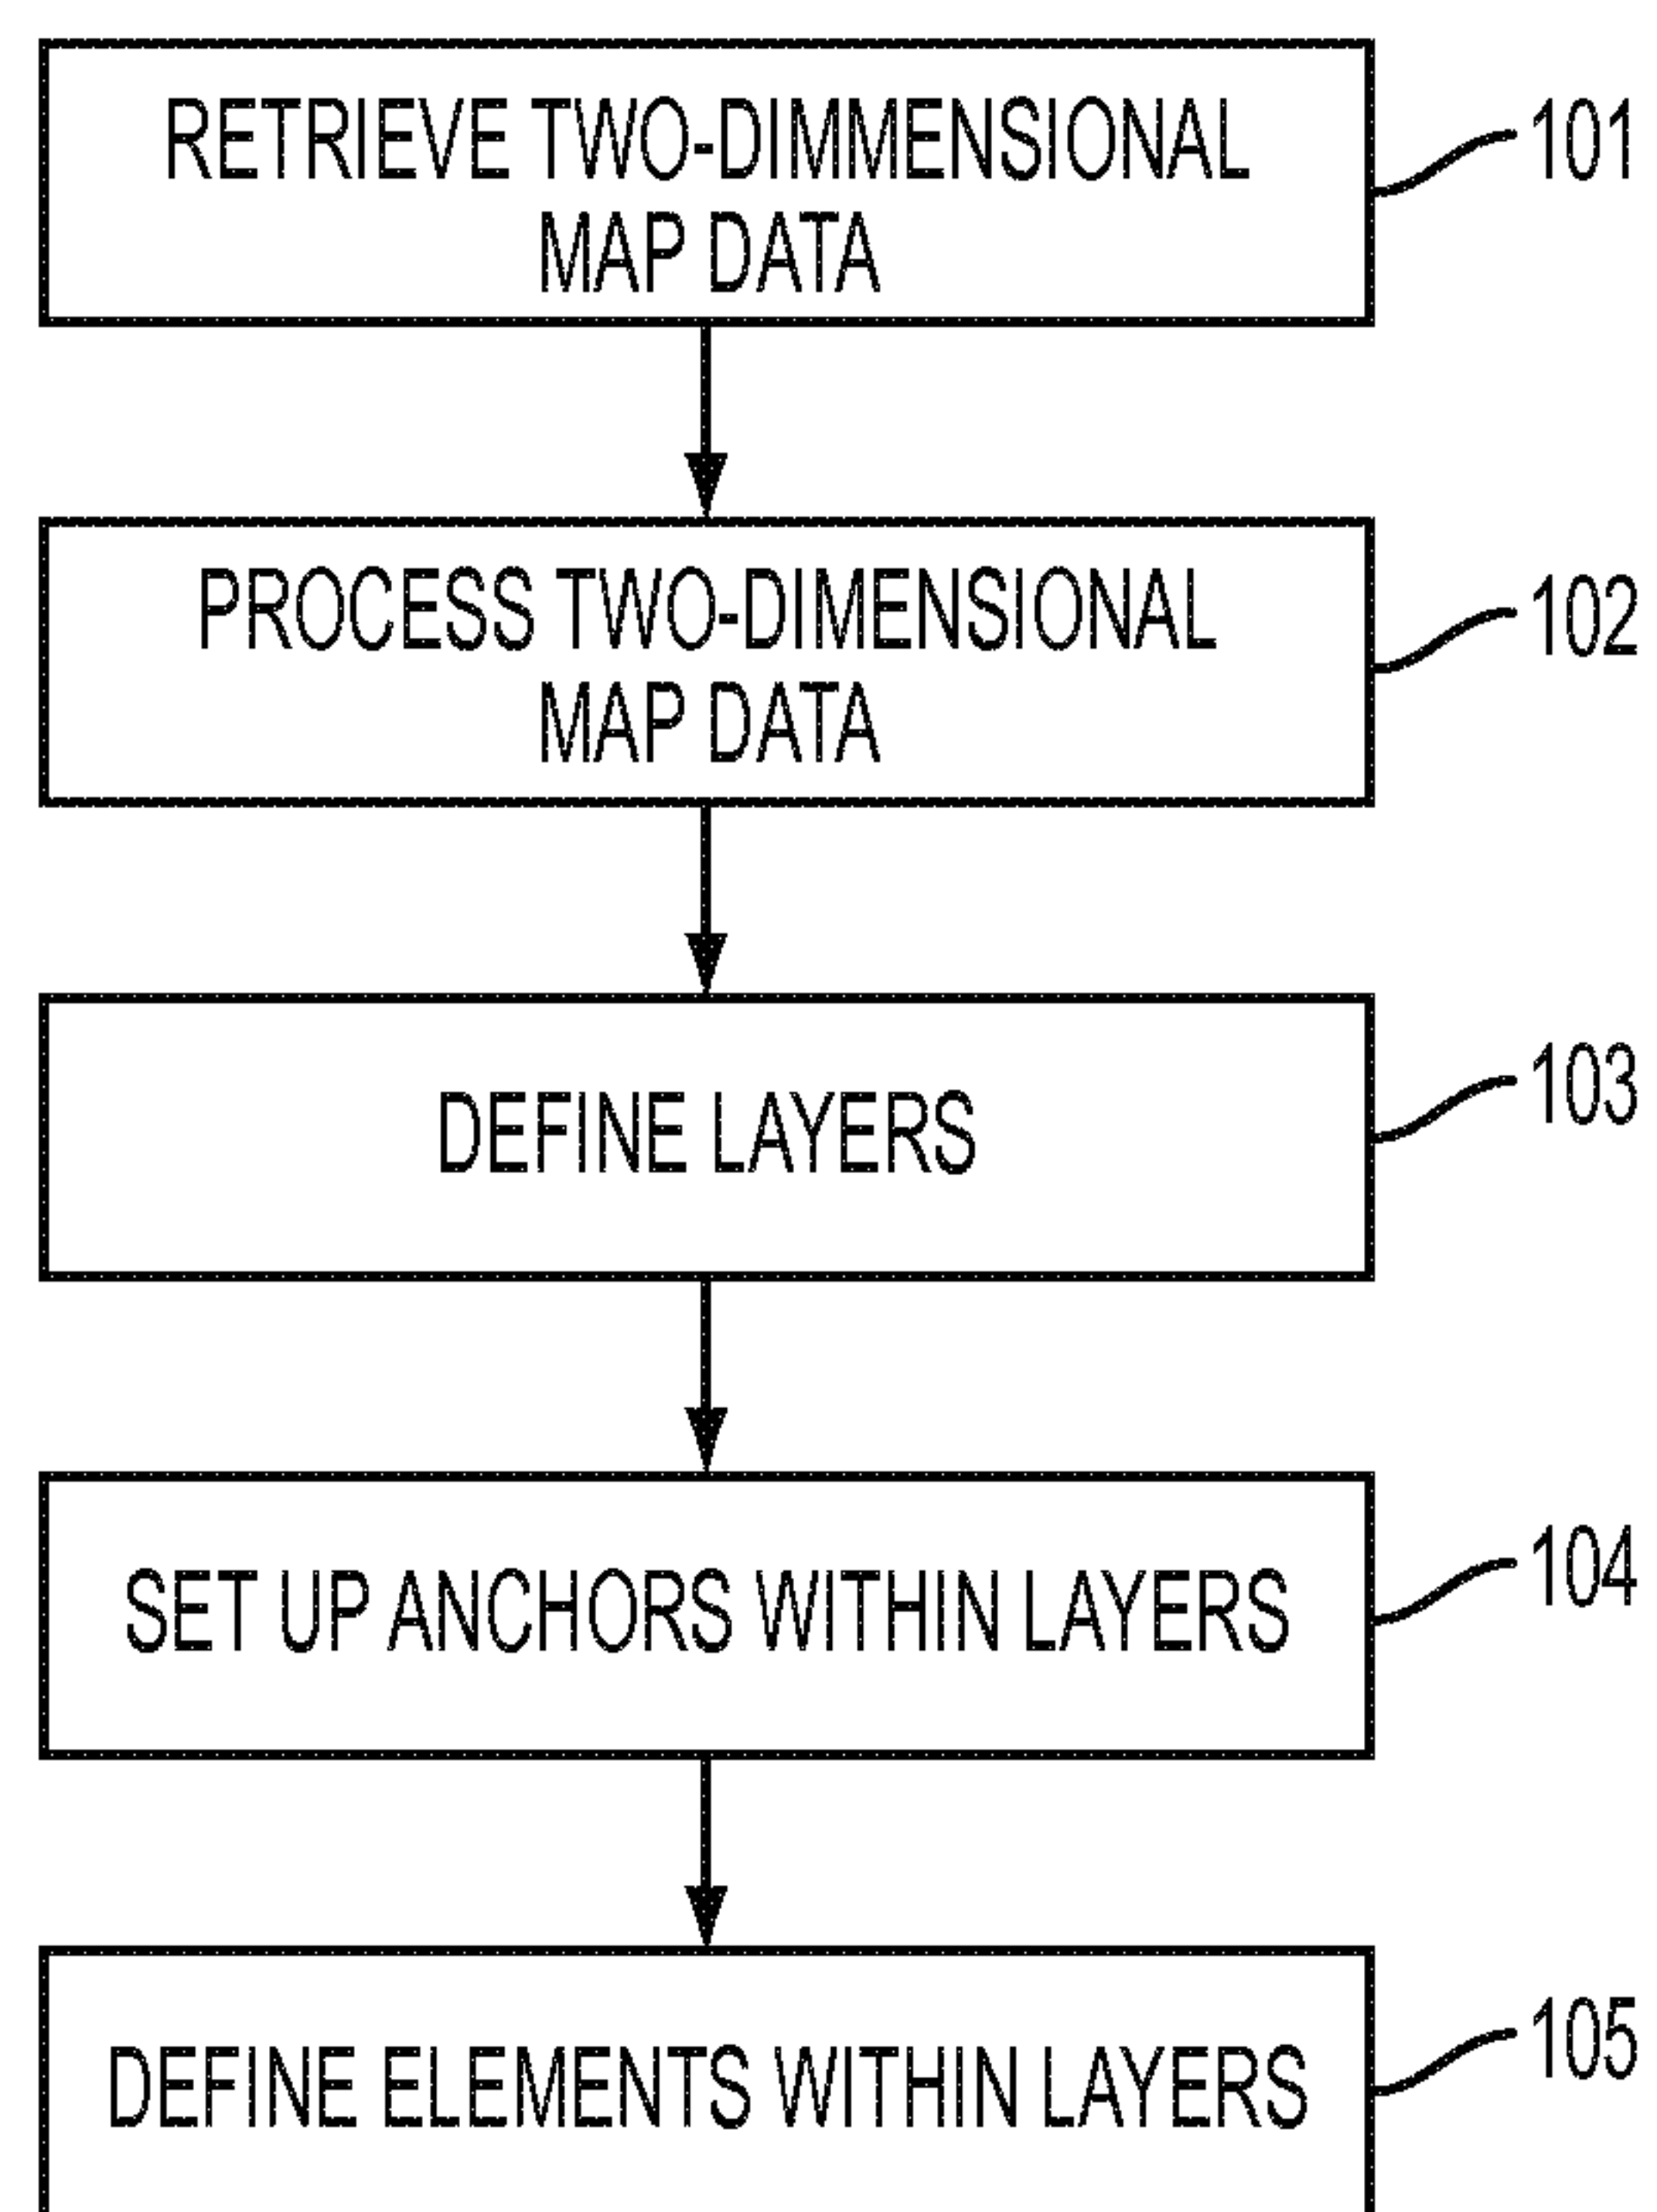 RETRIEVE TWO-DIMMENSIONAL
MAP DATA
101
PROCESS TWO-DIMENSIONAL
MAP DATA
102
DEFINE LAYERS
103
SET UP ANCHORS WITHIN LAYERS
104
DEFINE ELEMENTS WITHIN LAYERS
105